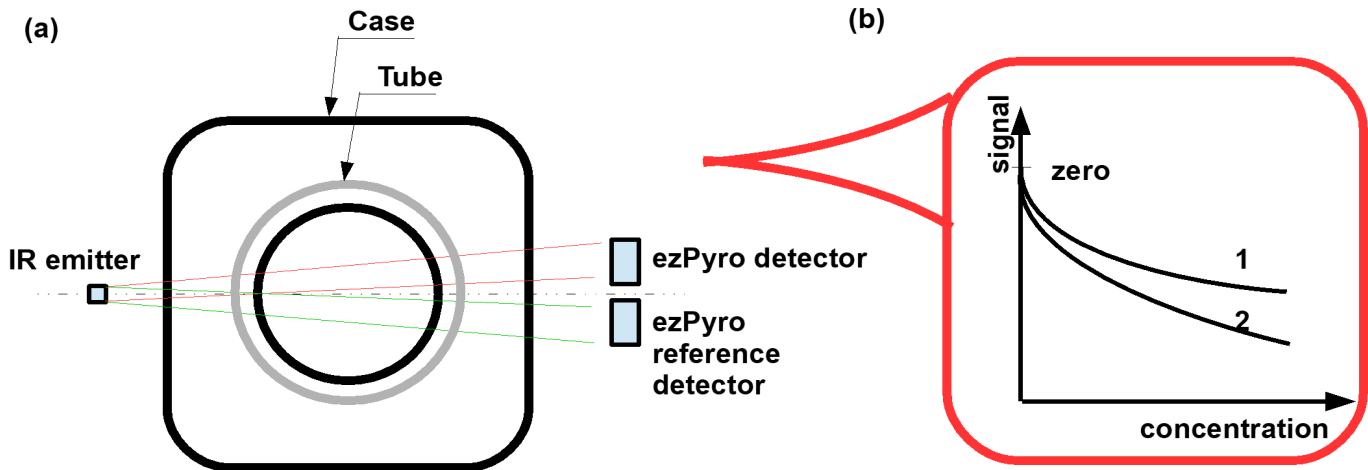 (a)
Case
Tube
IR emitter
ezPyro detector
ezPyro
reference
detector
(b)
signal
zero
1
2
concentration